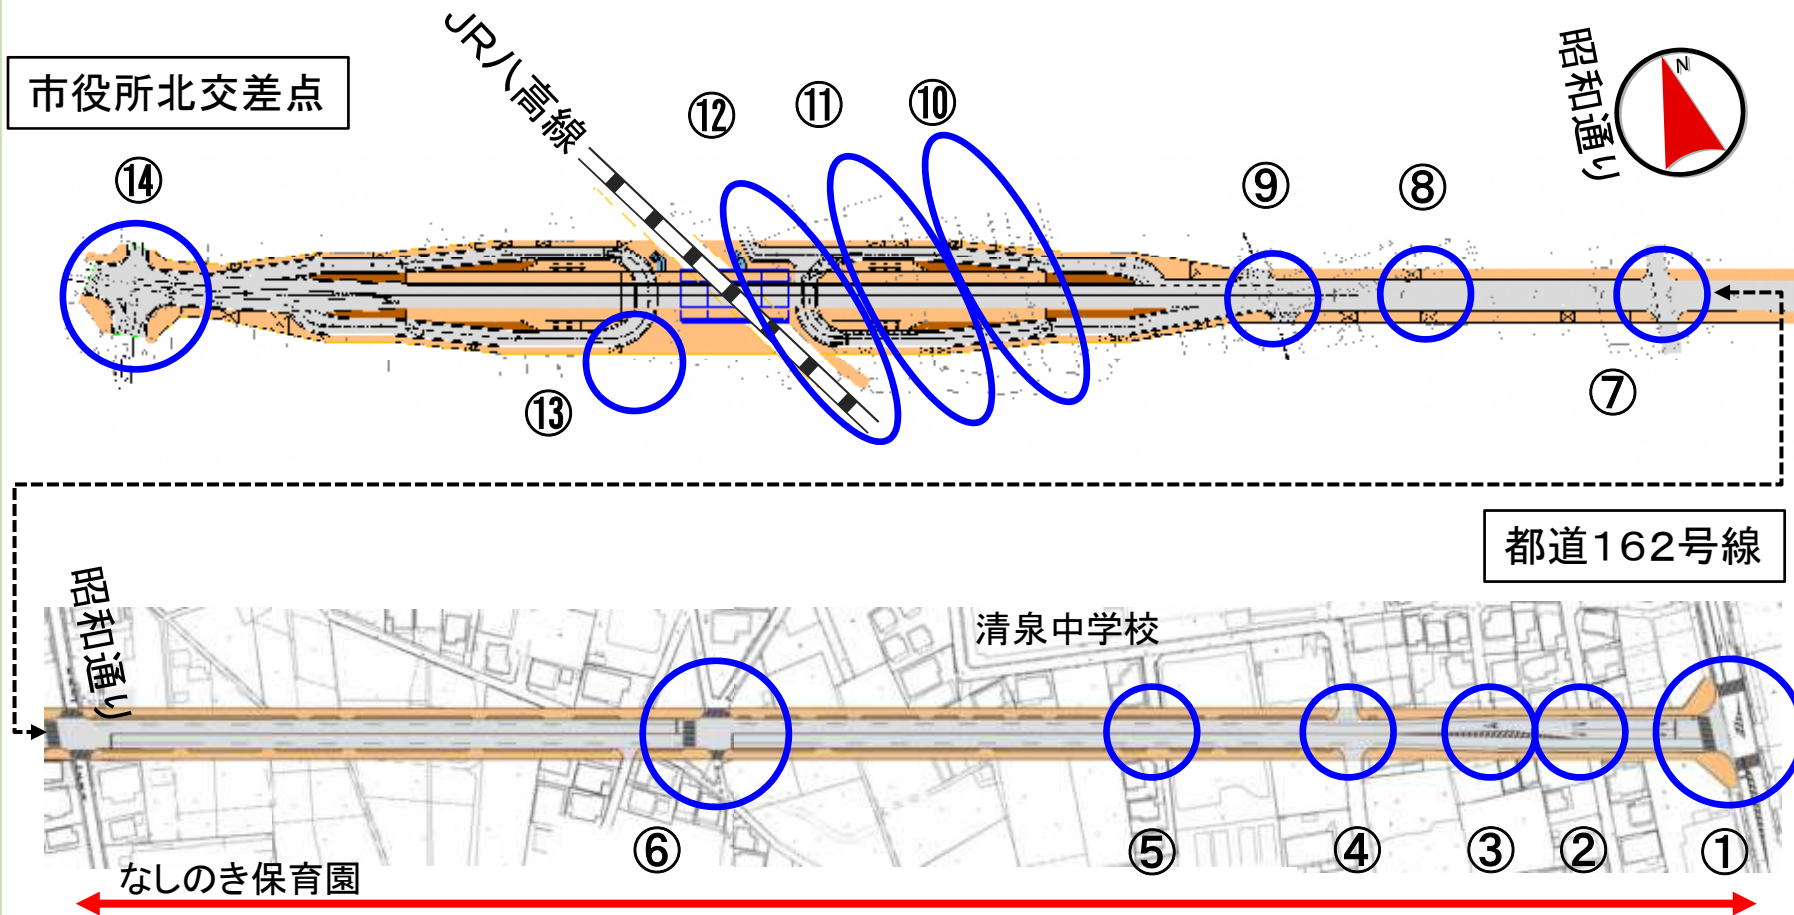 市役所北交差点
JR八高線
昭和通り
N
⑭
⑬
⑫
⑪
⑩
⑨
⑧
⑦
都道162号線
昭和通り
清泉中学校
⑥
⑤
④
③
②
①
なしのき保育園